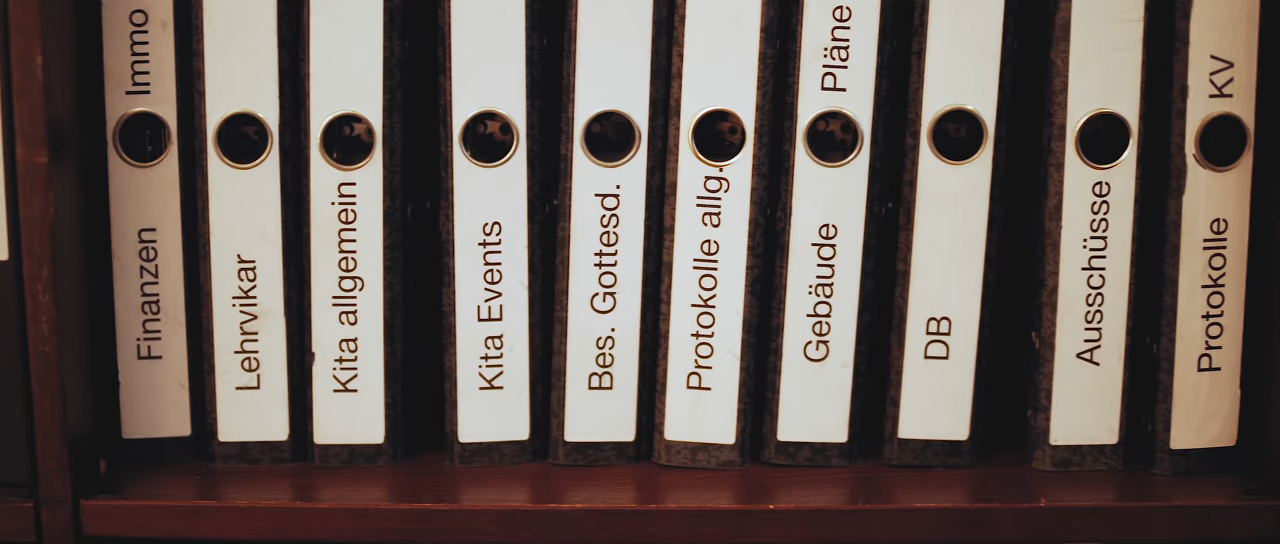 Finanzen Immo
Lehrvikar
Kita allgemein
Kita Events
Bes. Gottesd.
Protokolle allg.
Gebäude Pläne
DB
Ausschüsse
Protokolle KV